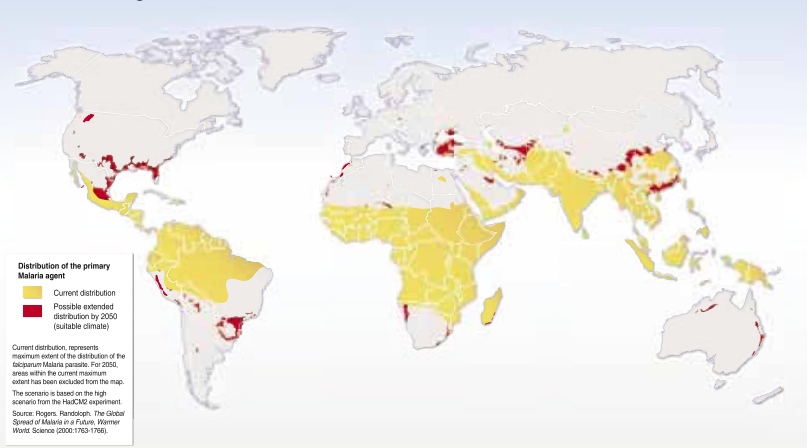 Distribution of the primary
Malaria agent
Current distribution
Possible extended
distribution by 2050
(suitable climate)
Current distribution, represents
maximum extent of the distribution of the
falciparum Malaria parasite. For 2050,
areas within the current maximum
extent has been excluded from the map.
The scenario is based on the high
scenario from the HadCM2 experiment.
Source: Rogers. Randoloph. The Global
Spread of Malaria in a Future, Warmer
World. Science (2000:1763-1766).